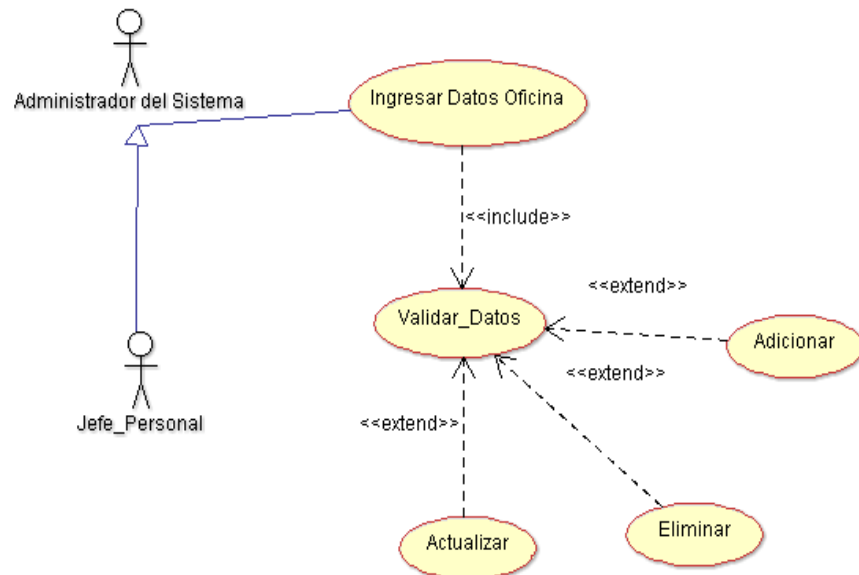 Administrador del Sistema
Ingresar Datos Oficina
<<include>>
<<extend>>
Validar_Datos
Adicionar
<<extend>>
Jefe_Personal
<<extend>>
Eliminar
Actualizar